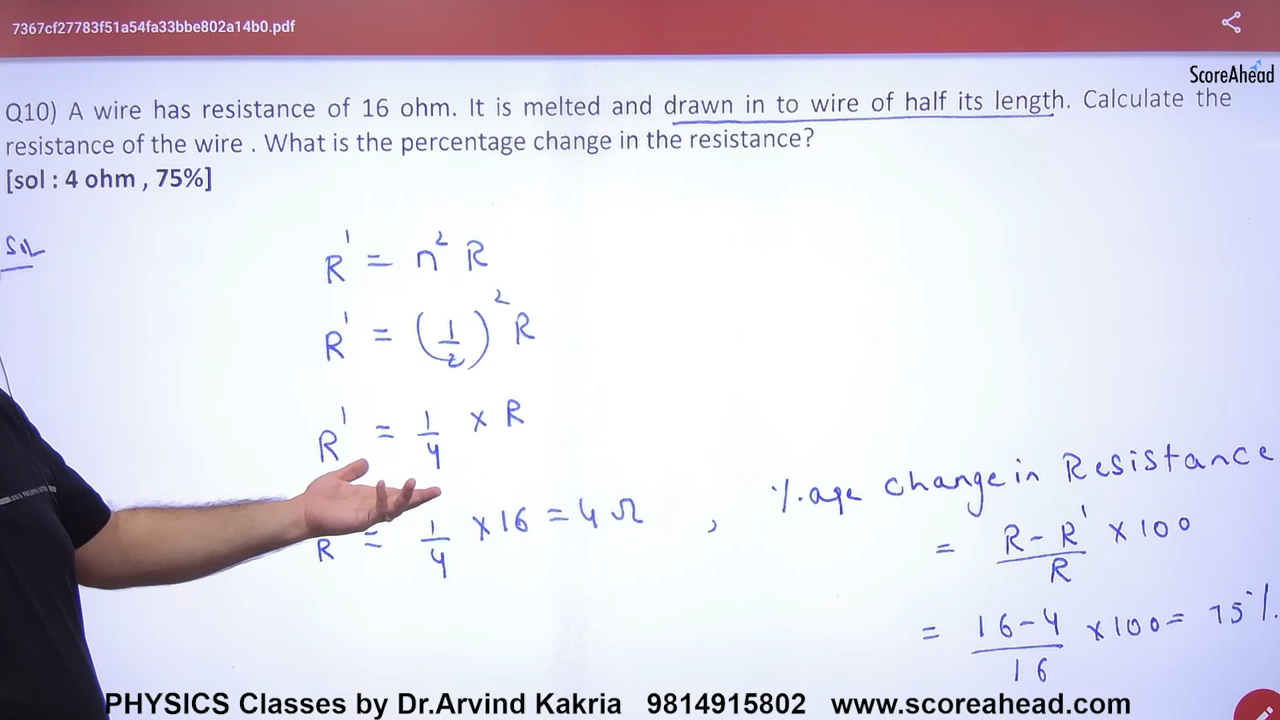 7367cf27783f51a54fa33bbe802a14b0.pdf
ScoreAhead
Q10) A wire has resistance of 16 ohm. It is melted and drawn in to wire of half its length. Calculate the
resistance of the wire . What is the percentage change in the resistance?
[sol : 4 ohm , 75%]
Sol
R' = n² R
R' = (1/2)² R
R' = 1/4 × R
R = 1/4 × 16 = 4 Ω ,
%age change in Resistance
= R - R' / R × 100
= 16 - 4 / 16 × 100 = 75%.
PHYSICS Classes by Dr.Arvind Kakria 9814915802 www.scoreahead.com